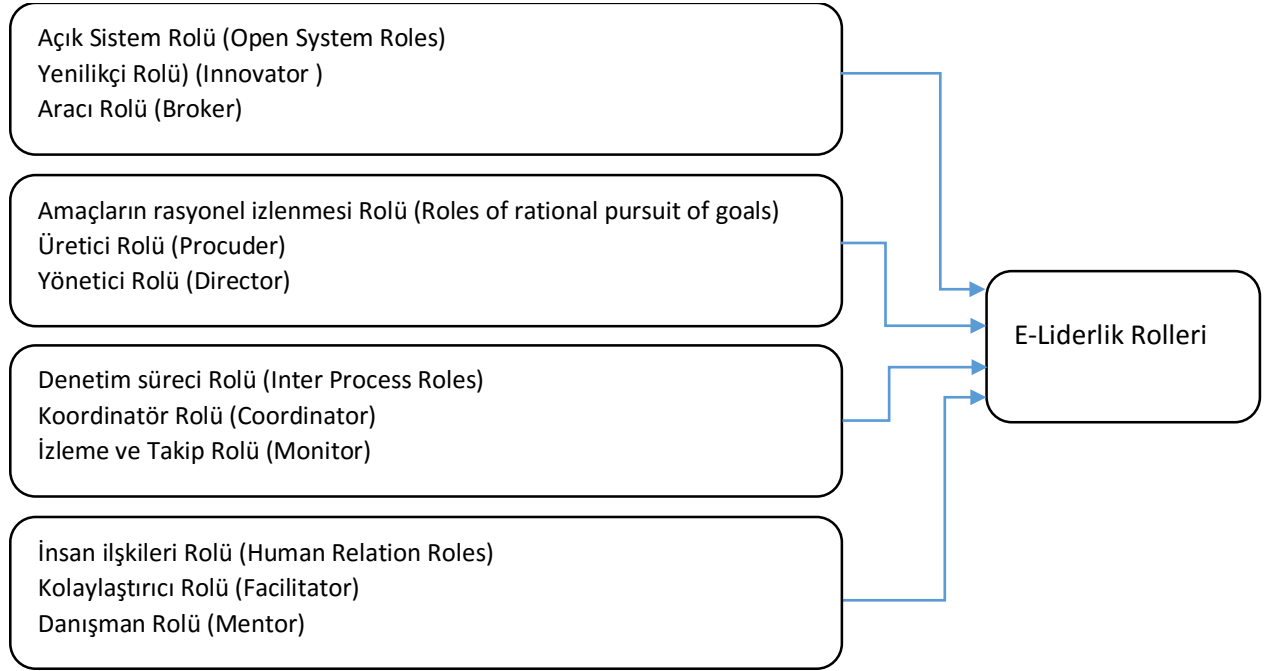 Açık Sistem Rolü (Open System Roles)
Yenilikçi Rolü) (Innovator )
Aracı Rolü (Broker)
Amaçların rasyonel izlenmesi Rolü (Roles of rational pursuit of goals)
Üretici Rolü (Procuder)
Yönetici Rolü (Director)
Denetim süreci Rolü (Inter Process Roles)
Koordinatör Rolü (Coordinator)
İzleme ve Takip Rolü (Monitor)
İnsan ilşkileri Rolü (Human Relation Roles)
Kolaylaştırıcı Rolü (Facilitator)
Danışman Rolü (Mentor)
E-Liderlik Rolleri